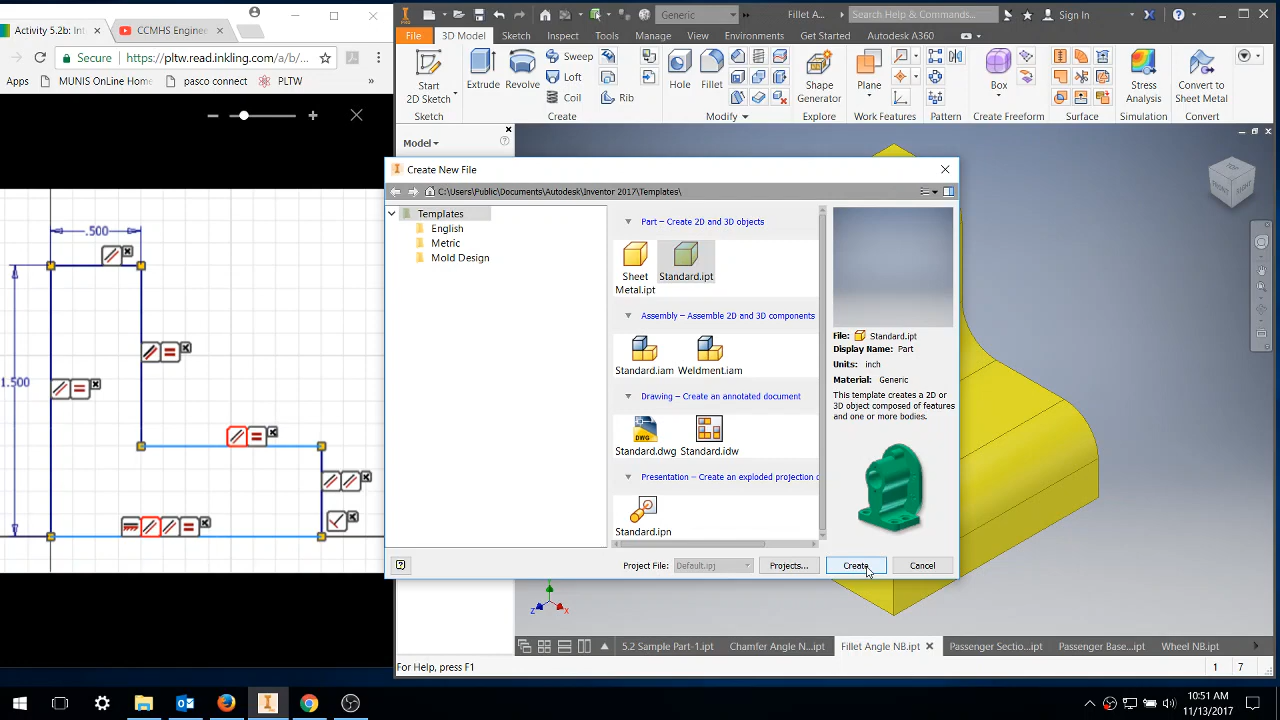 Activity 5.2b: In
CCMHS Enginee
Secure
https://pltw.read.inkling.com/a/b/...
Apps
MUNIS OnLine Hom
pasco connect
PLTW
.500
1.500
PRO
Generic
Fillet A...
Search Help & Commands...
Sign In
File
3D Model
Sketch
Inspect
Tools
Manage
View
Environments
Get Started
Autodesk A360
Start
2D Sketch
Sketch
Extrude
Revolve
Sweep
Loft
Coil
Rib
Create
Hole
Fillet
Modify
Shape
Generator
Explore
Plane
Work Features
Pattern
Box
Create Freeform
Surface
Stress
Analysis
Simulation
Convert to
Sheet Metal
Convert
Model
TOP
FRONT
RIGHT
Create New File
C:\Users\Public\Documents\Autodesk\Inventor 2017\Templates\
Templates
English
Metric
Mold Design
Part – Create 2D and 3D objects
Sheet
Metal.ipt
Standard.ipt
Assembly – Assemble 2D and 3D components
Standard.iam
Weldment.iam
Drawing – Create an annotated document
DWG
Standard.dwg
Standard.idw
Presentation – Create an exploded projection o
Standard.ipn
File: Standard.ipt
Display Name: Part
Units: inch
Material: Generic
This template creates a 2D or
3D object composed of features
and one or more bodies.
Project File:
Default.ipj
Projects...
Create
Cancel
Z
Y
X
5.2 Sample Part-1.ipt
Chamfer Angle N...ipt
Fillet Angle NB.ipt
Passenger Sectio...ipt
Passenger Base...ipt
Wheel NB.ipt
For Help, press F1
1
7
10:51 AM
11/13/2017